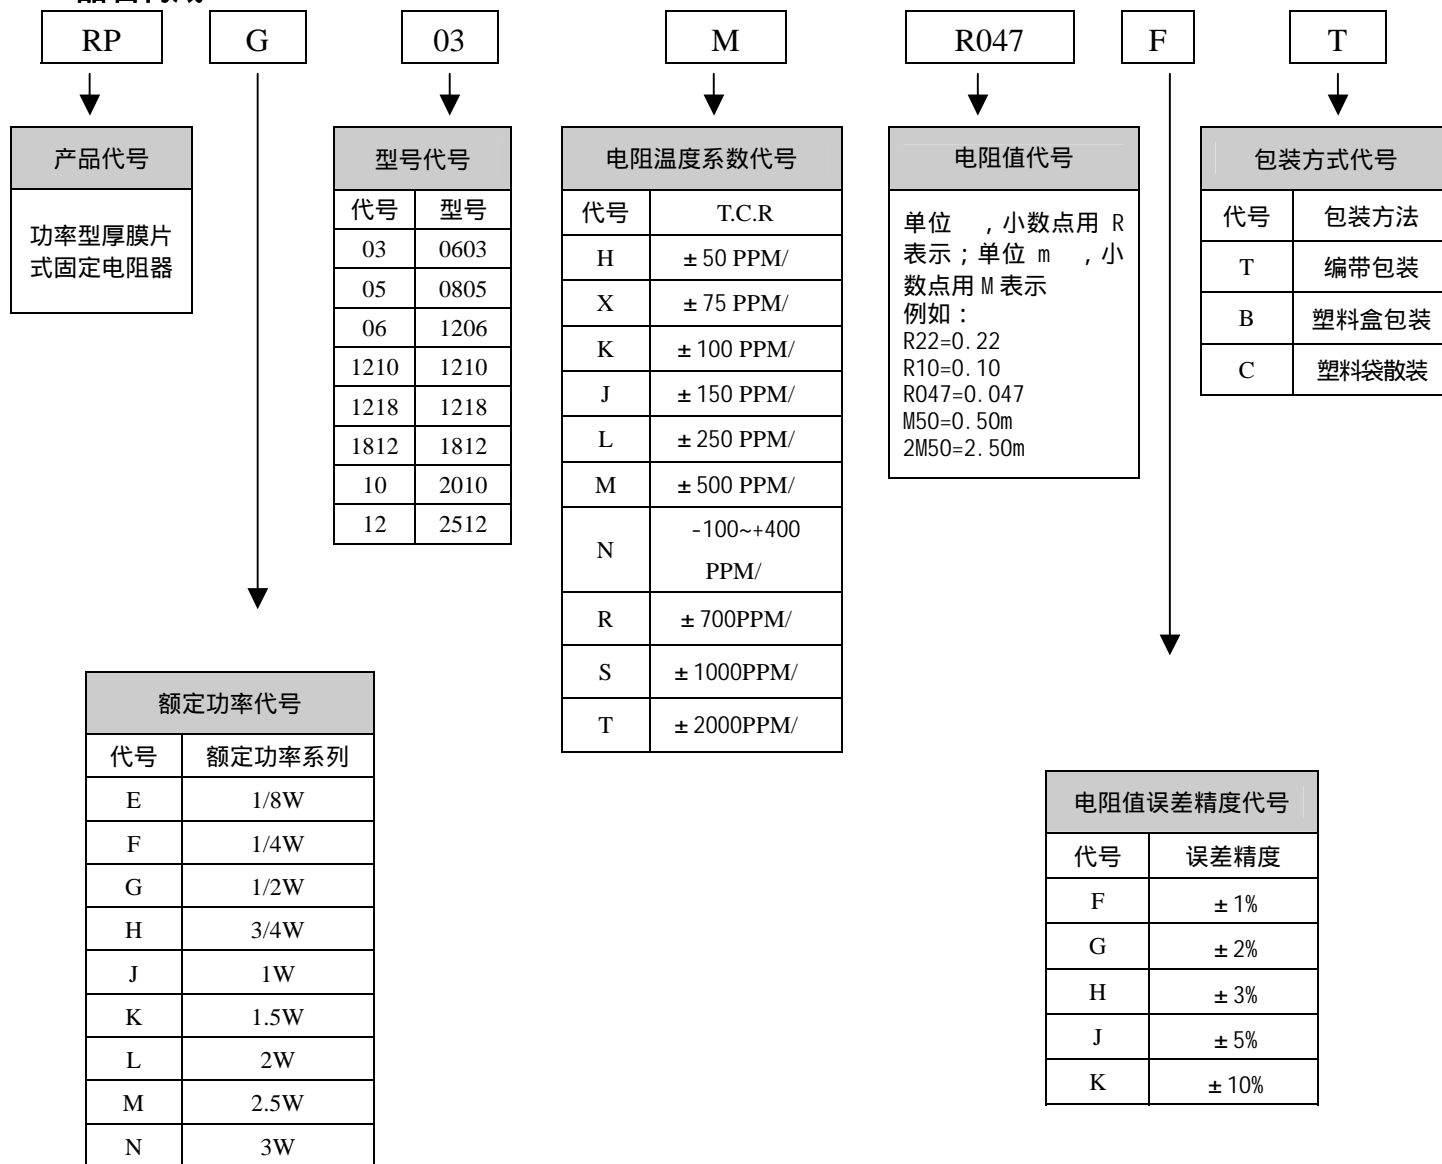 RP G 03 M R047 F T
产品代号
功率型厚膜片
式固定电阻器
型号代号
代号 型号
03 0603
05 0805
06 1206
1210 1210
1218 1218
1812 1812
10 2010
12 2512
电阻温度系数代号
代号 T.C.R
H ±50 PPM/
X ±75 PPM/
K ±100 PPM/
J ±150 PPM/
L ±250 PPM/
M ±500 PPM/
N -100~+400
PPM/
R ±700PPM/
S ±1000PPM/
T ±2000PPM/
电阻值代号
单位 ，小数点用 R
表示；单位 m ，小
数点用 M 表示
例如：
R22=0.22
R10=0.10
R047=0.047
M50=0.50m
2M50=2.50m
包装方式代号
代号 包装方法
T 编带包装
B 塑料盒包装
C 塑料袋散装
额定功率代号
代号 额定功率系列
E 1/8W
F 1/4W
G 1/2W
H 3/4W
J 1W
K 1.5W
L 2W
M 2.5W
N 3W
电阻值误差精度代号
代号 误差精度
F ±1%
G ±2%
H ±3%
J ±5%
K ±10%